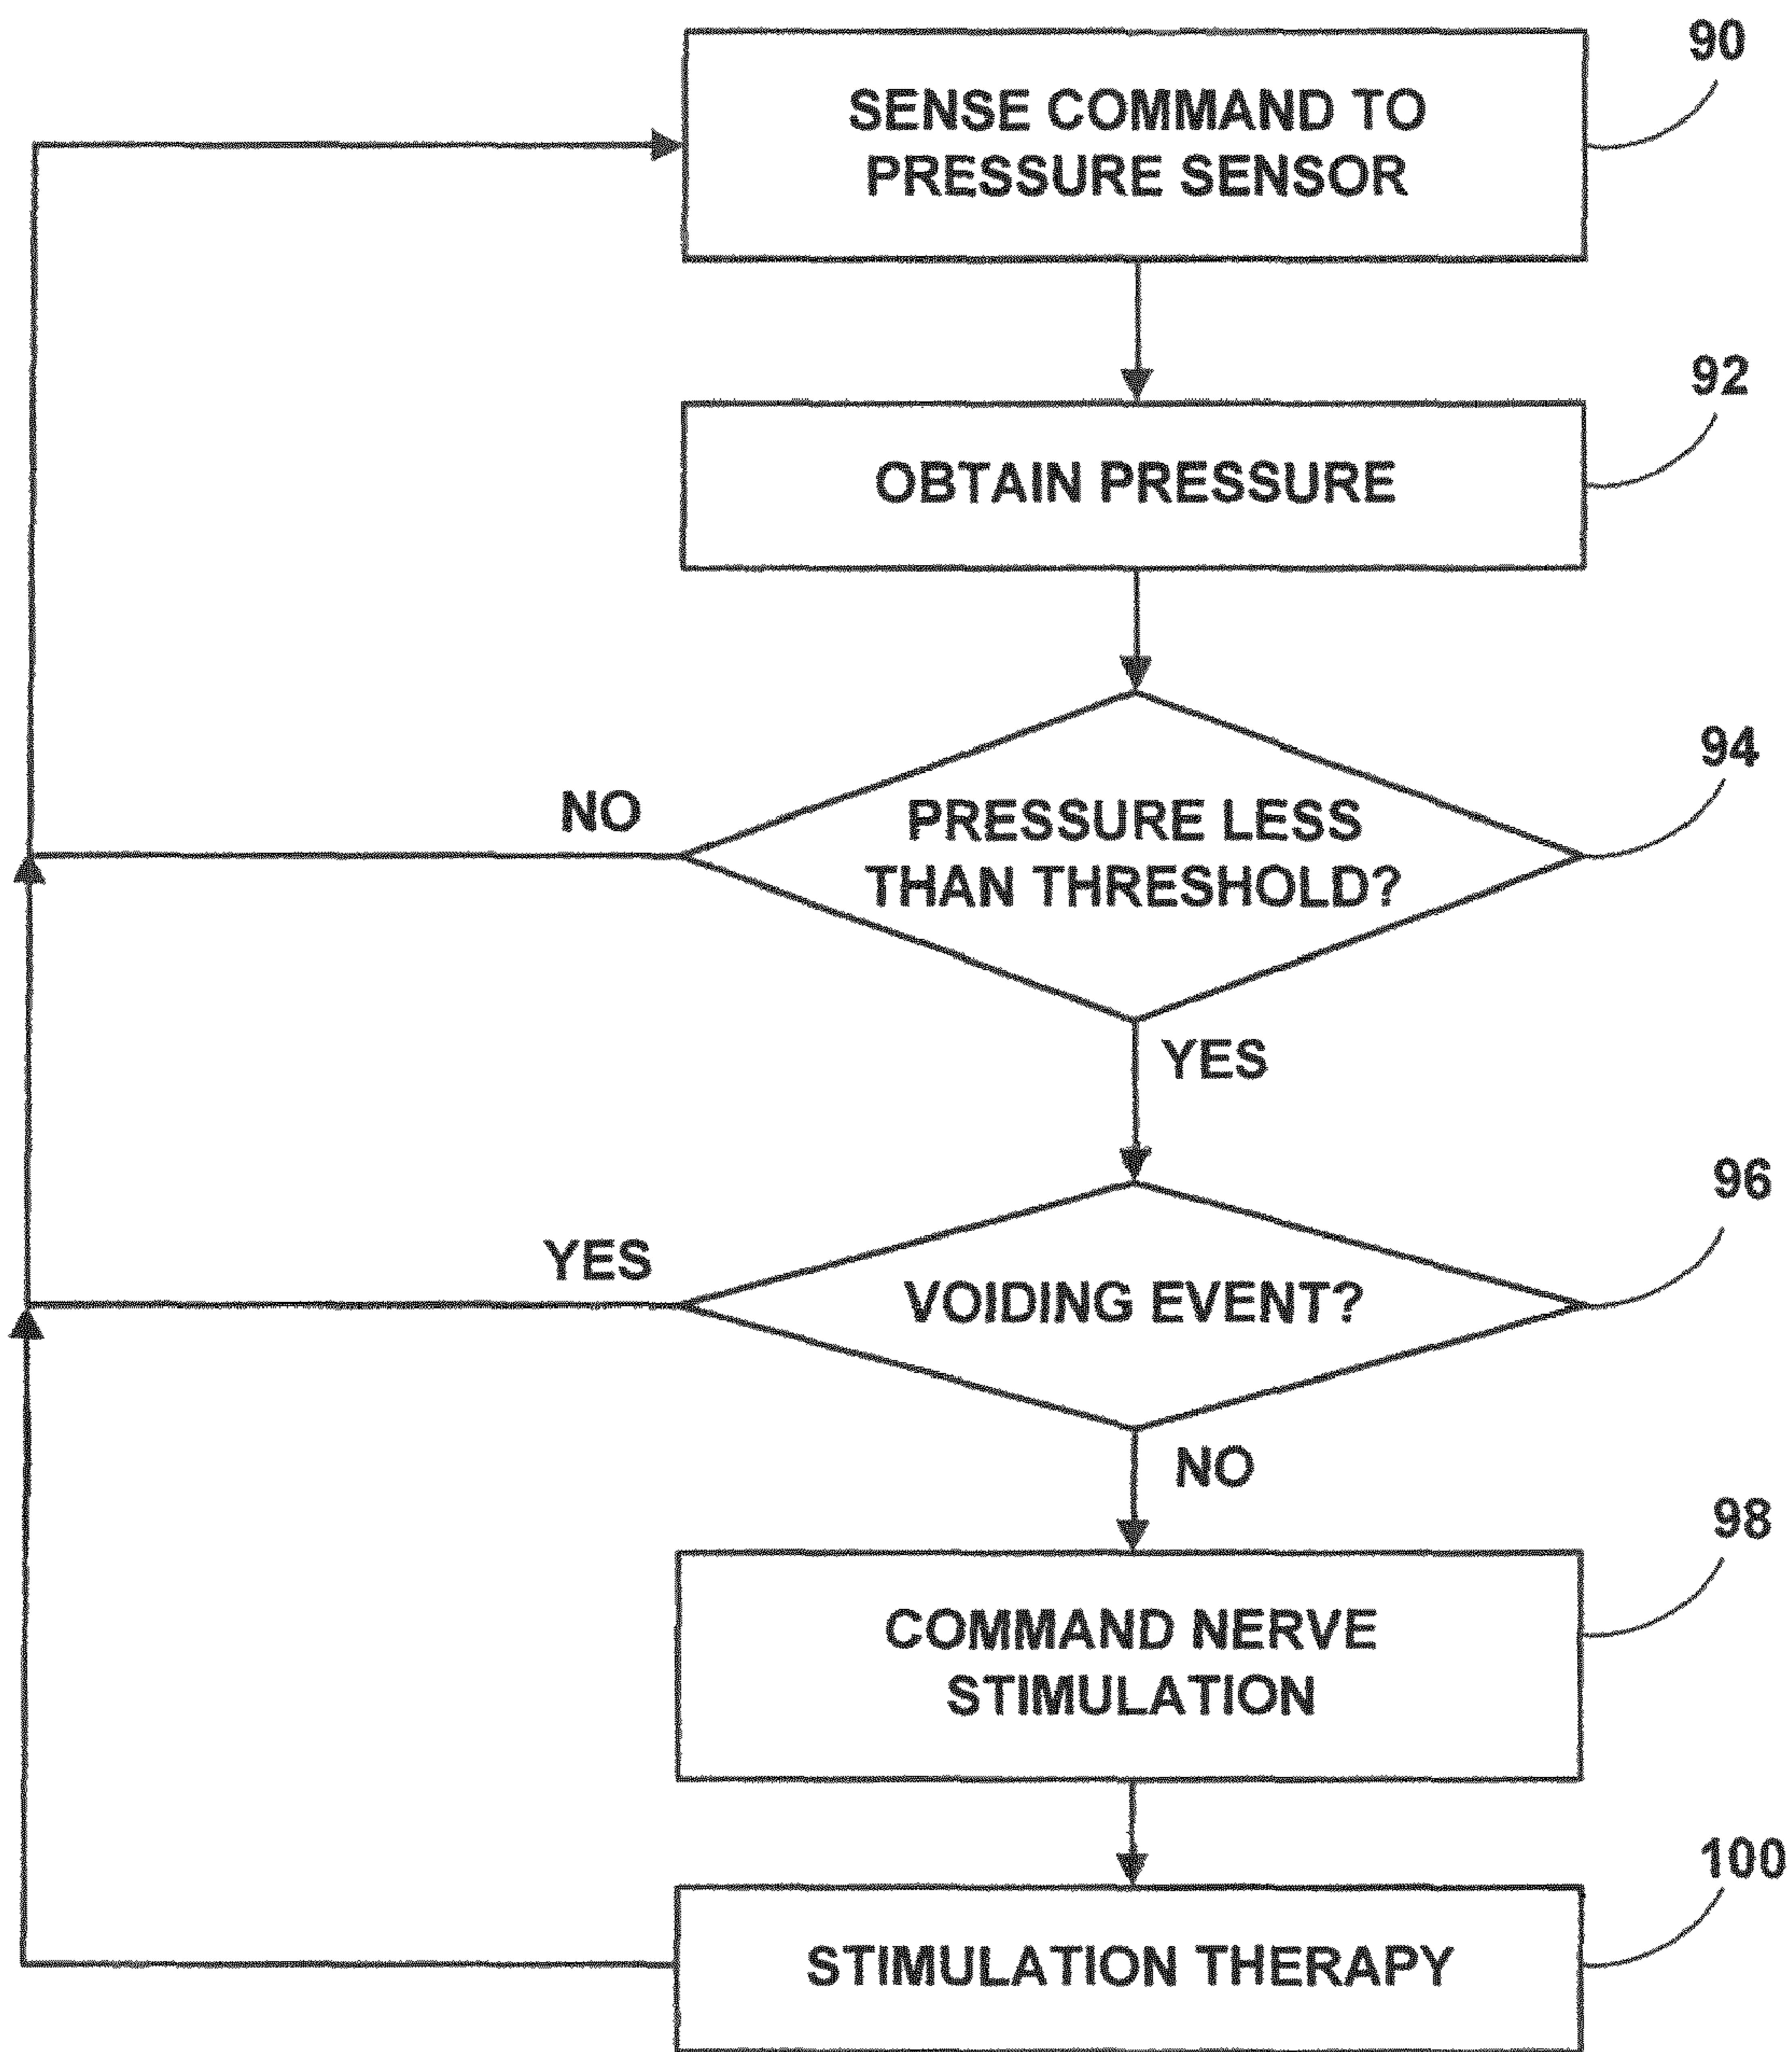 90
SENSE COMMAND TO
PRESSURE SENSOR
92
OBTAIN PRESSURE
94
NO
PRESSURE LESS
THAN THRESHOLD?
YES
96
YES
VOIDING EVENT?
NO
98
COMMAND NERVE
STIMULATION
100
STIMULATION THERAPY